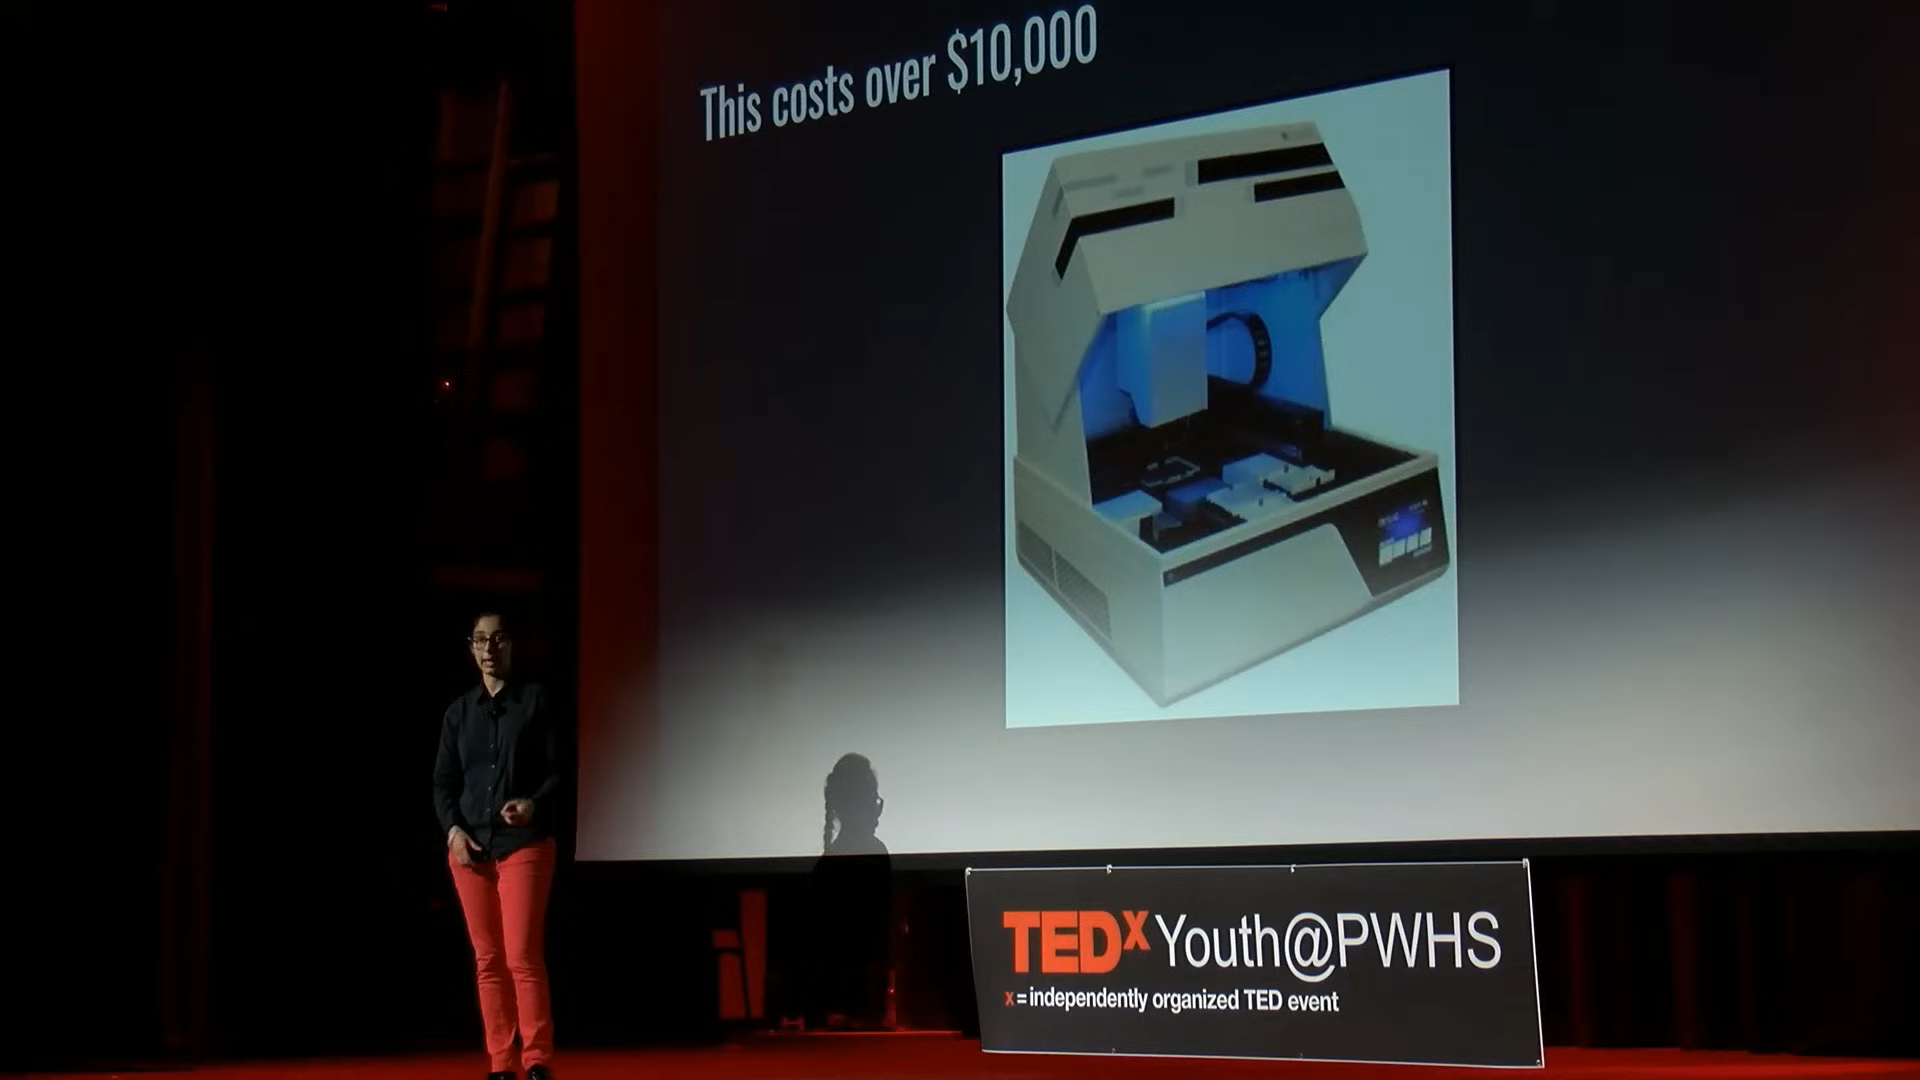 This costs over $10,000
TEDx Youth@PWHS
x = independently organized TED event